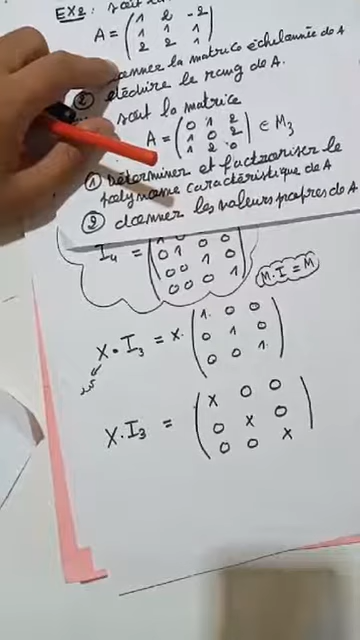 EX2: soit
A = ( 1 2 -2
1 1 1
2 2 1 )
donner la matrice échelonnée de A
② déduire le rang de A.
soit la matrice
A = ( 0 1 2
1 0 2
1 2 0 ) ∈ M₃
① Déterminer et factoriser le
polynome caractéristique de A
② donner les valeurs propres de A
I₄ = ( 1 0 0 0
0 1 0 0
0 0 1 0
0 0 0 1 )
M.I = M
X • I₃ = X. ( 1 0 0
0 1 0
0 0 1 )
X.I₃ = ( X 0 0
0 X 0
0 0 X )